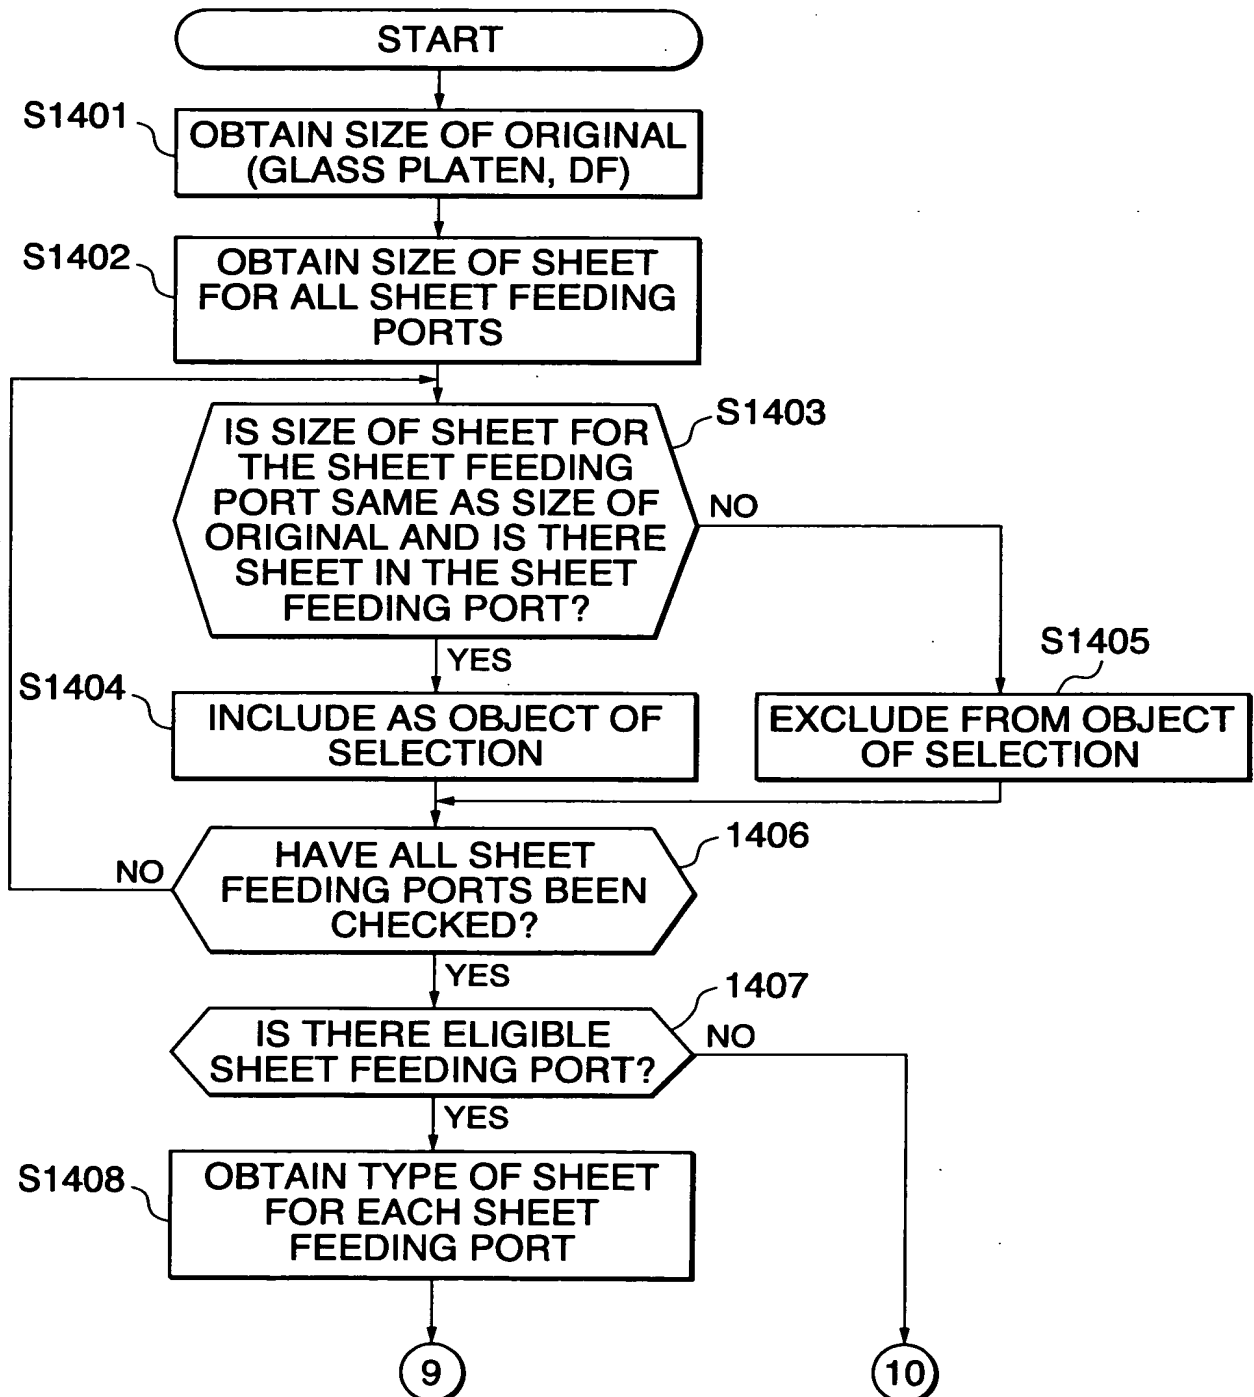 START
S1401
OBTAIN SIZE OF ORIGINAL
(GLASS PLATEN, DF)
S1402
OBTAIN SIZE OF SHEET
FOR ALL SHEET FEEDING
PORTS
S1403
IS SIZE OF SHEET FOR
THE SHEET FEEDING
PORT SAME AS SIZE OF
ORIGINAL AND IS THERE
SHEET IN THE SHEET
FEEDING PORT?
NO
YES
S1404
INCLUDE AS OBJECT OF
SELECTION
S1405
EXCLUDE FROM OBJECT
OF SELECTION
1406
HAVE ALL SHEET
FEEDING PORTS BEEN
CHECKED?
NO
YES
1407
IS THERE ELIGIBLE
SHEET FEEDING PORT?
NO
YES
S1408
OBTAIN TYPE OF SHEET
FOR EACH SHEET
FEEDING PORT
9
10